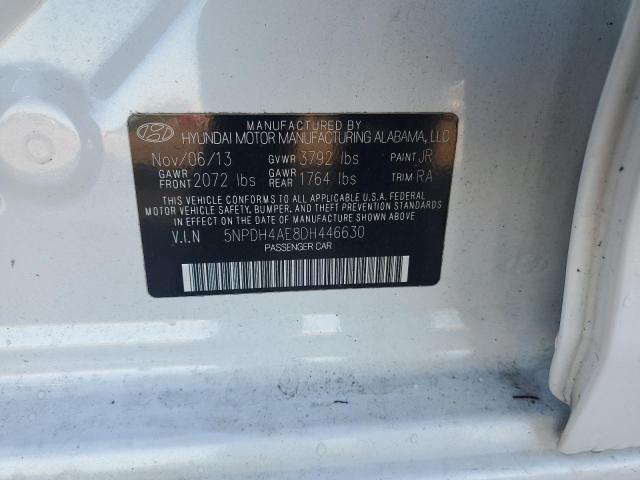 MANUFACTURED BY
HYUNDAI MOTOR MANUFACTURING ALABAMA, LLC
Nov/06/13 GVWR 3792 lbs PAINT JR
GAWR FRONT 2072 lbs GAWR REAR 1764 lbs TRIM RA
THIS VEHICLE CONFORMS TO ALL APPLICABLE U.S.A. FEDERAL
MOTOR VEHICLE SAFETY, BUMPER, AND THEFT PREVENTION STANDARDS
IN EFFECT ON THE DATE OF MANUFACTURE SHOWN ABOVE.
V.I.N 5NPDH4AE8DH446630
PASSENGER CAR